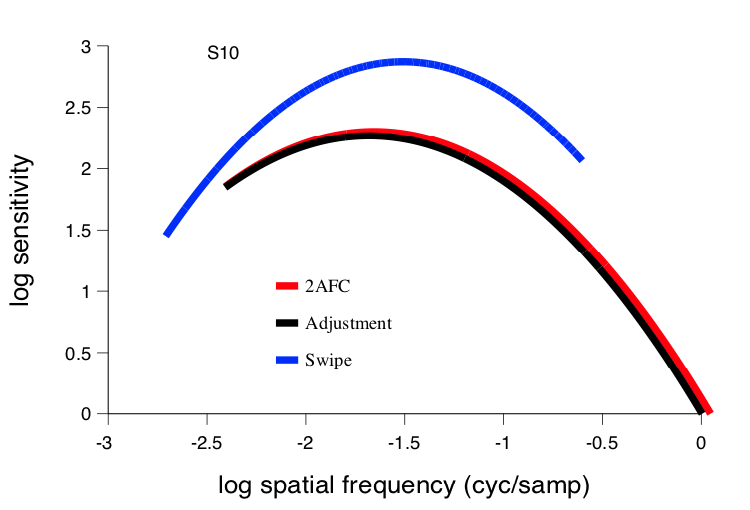 S10
3
2.5
2
1.5
1
0.5
0
log sensitivity
2AFC
Adjustment
Swipe
-3 -2.5 -2 -1.5 -1 -0.5 0
log spatial frequency (cyc/samp)